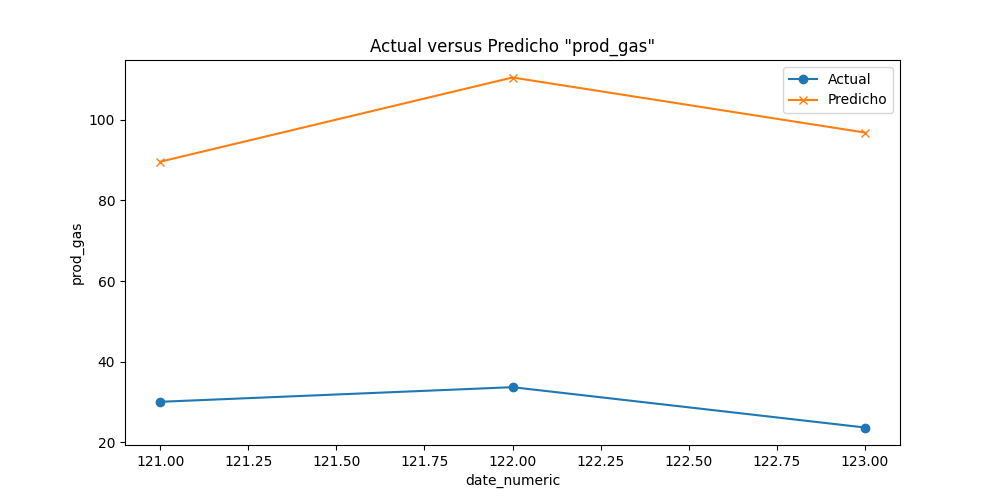 Actual versus Predicho "prod_gas"
Actual
Predicho
prod_gas
100
80
60
40
20
121.00 121.25 121.50 121.75 122.00 122.25 122.50 122.75 123.00
date_numeric